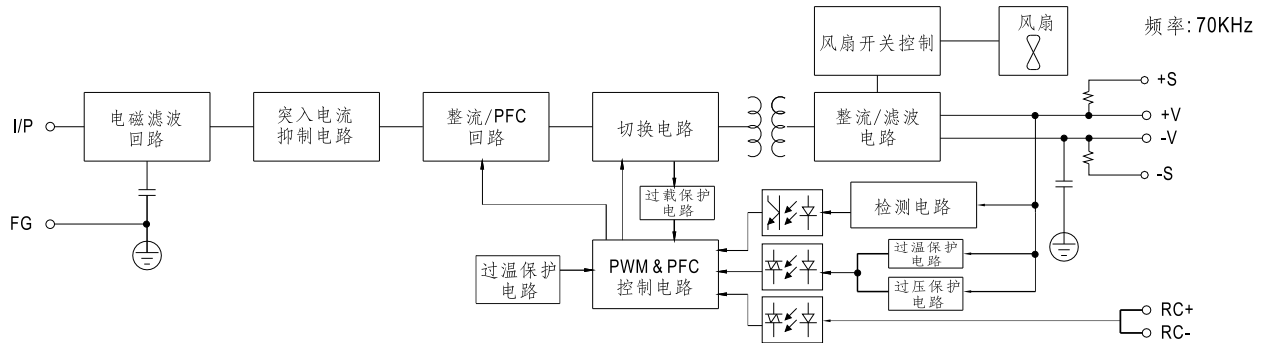 风扇开关控制
风扇
频率: 70KHz
I/P
电磁滤波
回路
突入电流
抑制电路
整流/PFC
回路
切换电路
整流/滤波
电路
+S
+V
-V
-S
FG
过载保护
电路
检测电路
过温保护
电路
PWM & PFC
控制电路
过温保护
电路
过压保护
电路
RC+
RC-